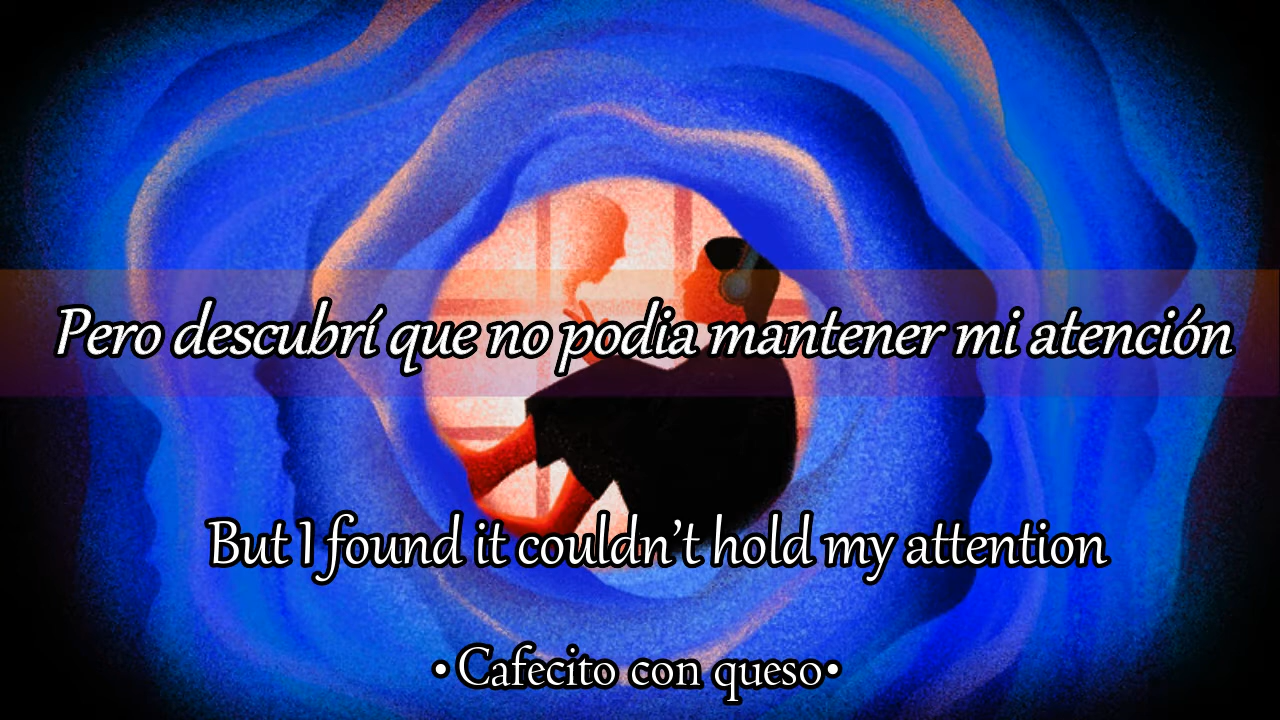 Pero descubrí que no podia mantener mi atención
But I found it couldn’t hold my attention
•Cafecito con queso•